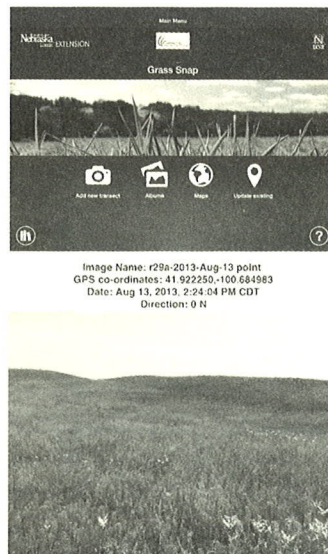 Main Menu
Nebraska
EXTENSION
N
Grass Snap
Add new transect
Albums
Maps
Update existing
?
Image Name: r29a-2013-Aug-13 point
GPS co-ordinates: 41.922250,-100.684983
Date: Aug 13, 2013, 2:24:04 PM CDT
Direction: 0 N